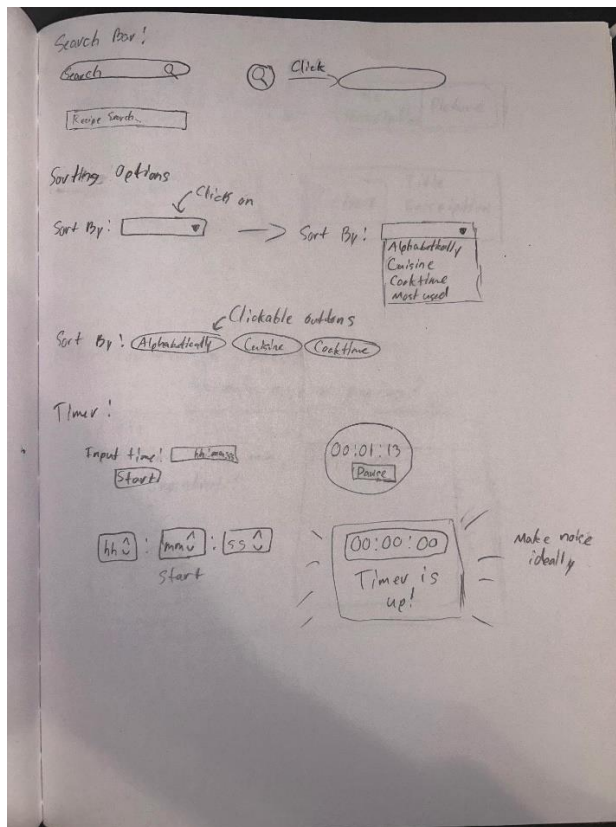 Search Bar:
Search
Click
Recipe Search...
Sorting Options
Click on
Sort By:
Sort By:
Alphabetically
Cuisine
Cooktime
Most used
Clickable buttons
Sort By: Alphabetically Cuisine Cooktime
Timer:
Input time: hh:mm:ss
Start
00:01:13
Pause
hh : mm : ss
Start
00:00:00
Timer is
up!
Make noise
ideally